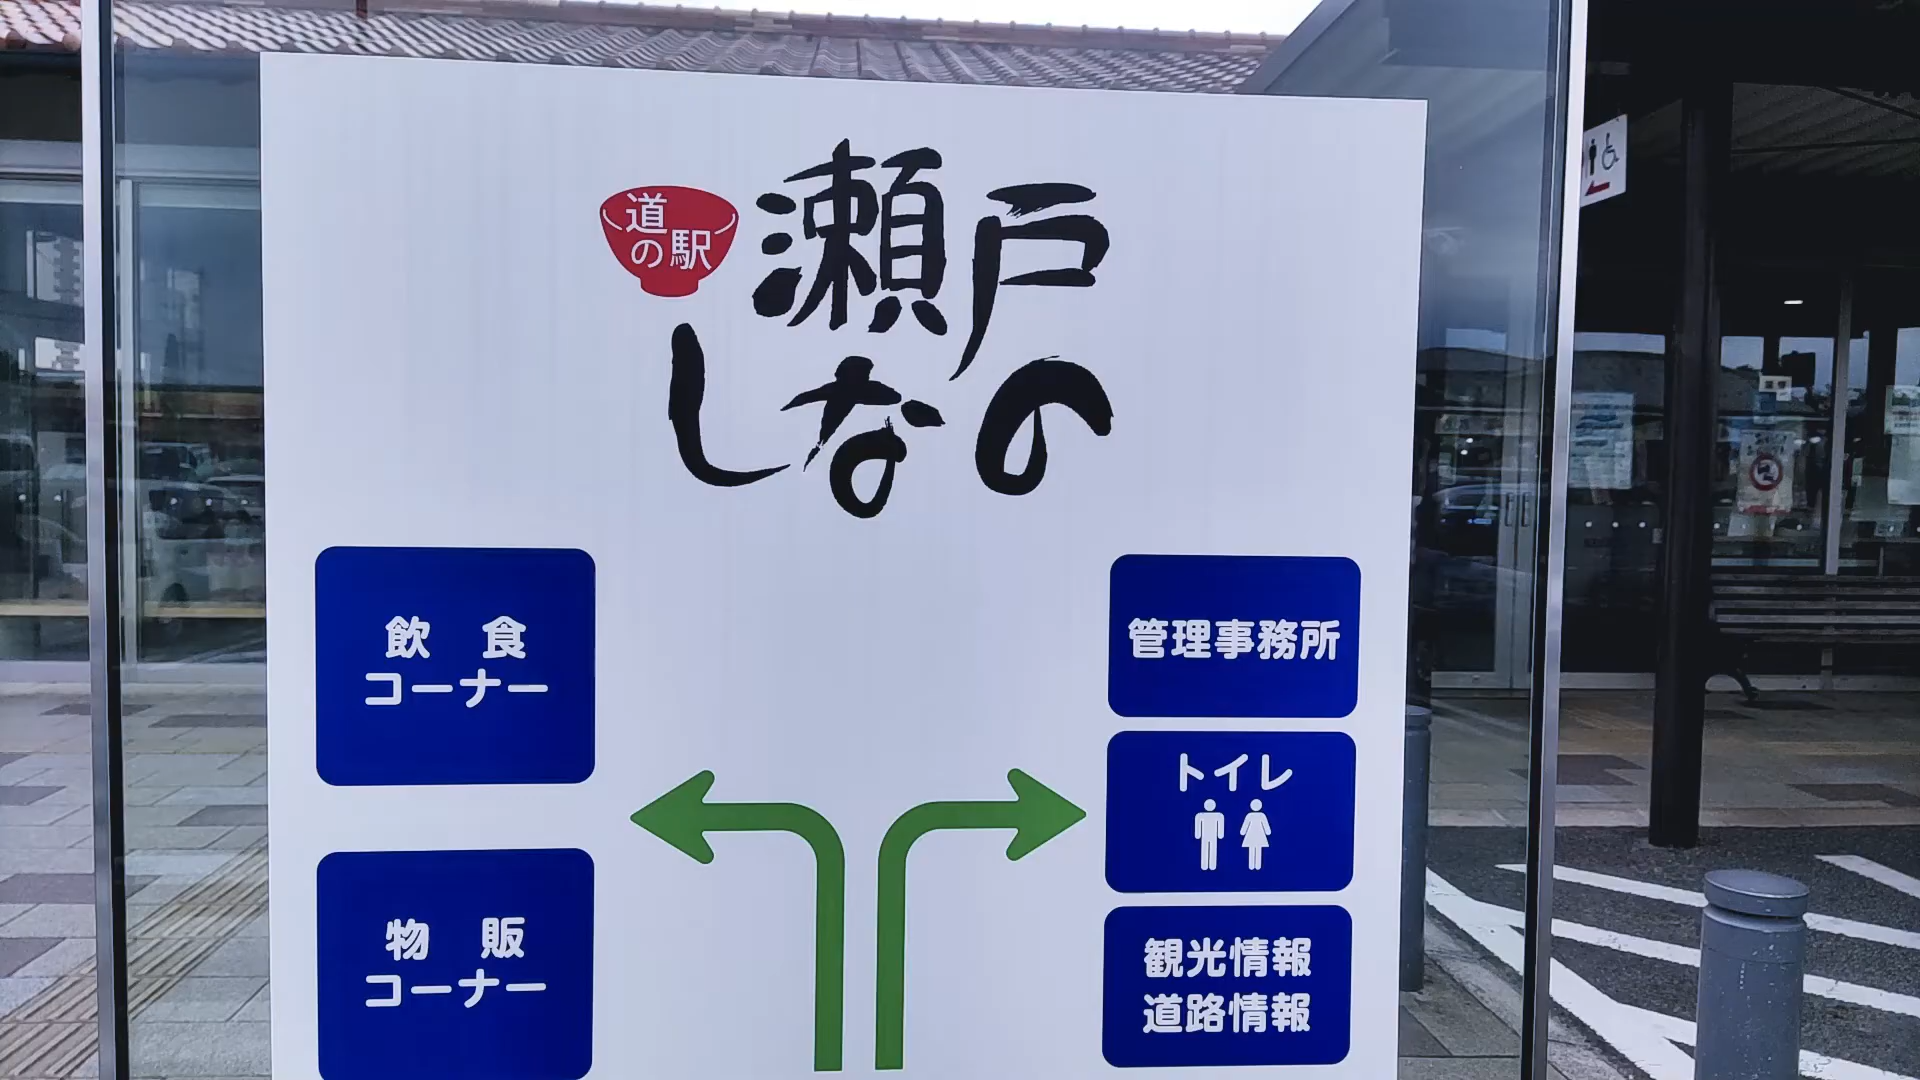 道の駅
瀬戸
しなの
飲 食
コーナー
物 販
コーナー
管理事務所
トイレ
観光情報
道路情報